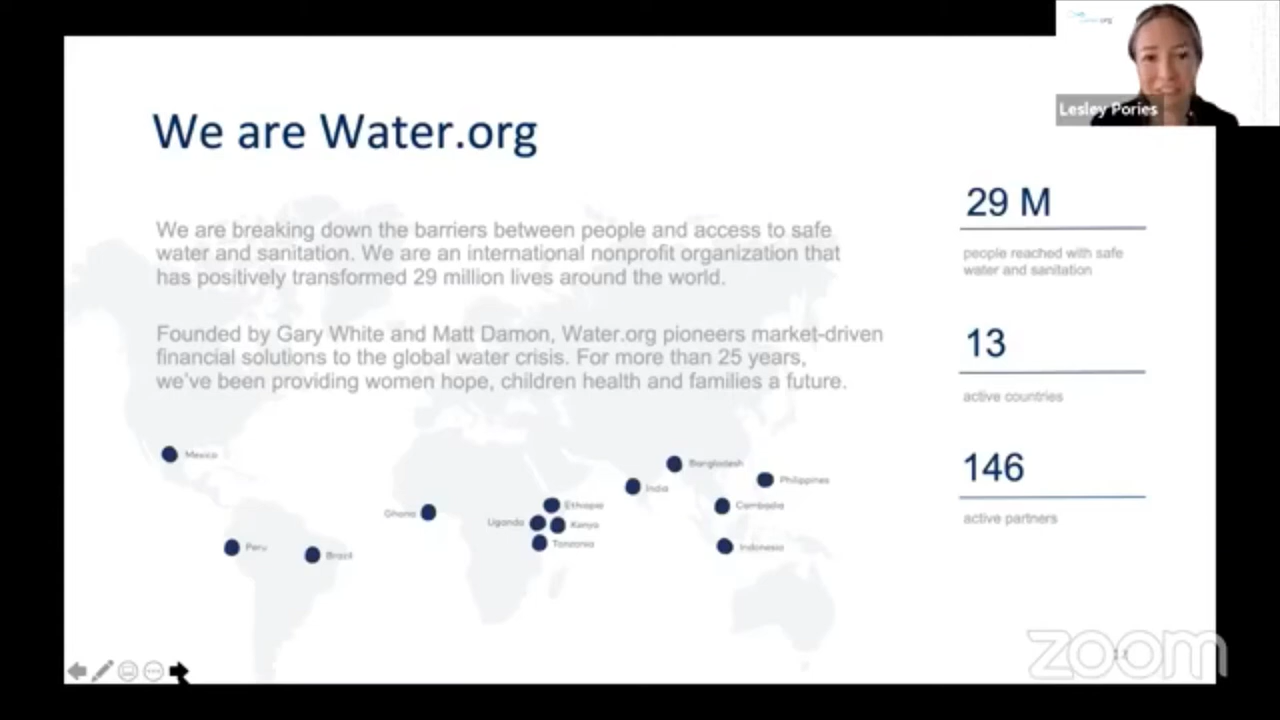 We are Water.org
We are breaking down the barriers between people and access to safe
water and sanitation. We are an international nonprofit organization that
has positively transformed 29 million lives around the world.
Founded by Gary White and Matt Damon, Water.org pioneers market-driven
financial solutions to the global water crisis. For more than 25 years,
we've been providing women hope, children health and families a future.
29 M
people reached with safe
water and sanitation
13
active countries
146
active partners
Mexico
Peru
Brazil
Ghana
Ethiopia
Uganda
Kenya
Tanzania
India
Bangladesh
Philippines
Cambodia
Indonesia
Lesley Pories
zoom